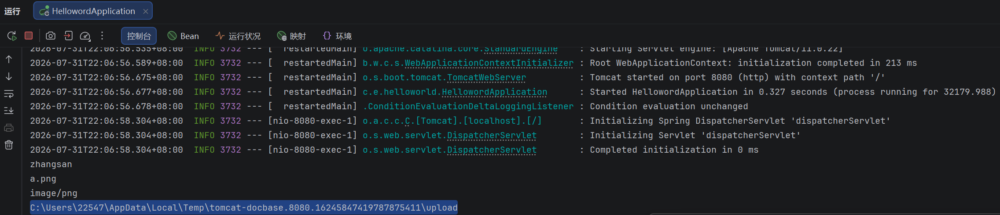 运行 HellowordApplication
控制台 Bean 运行状况 映射 环境
2026-07-31T22:06:56.535+08:00 INFO 3732 --- [ restartedMain] o.apache.catalina.core.StandardEngine : Starting Servlet engine: [Apache Tomcat/11.0.22]
2026-07-31T22:06:56.589+08:00 INFO 3732 --- [ restartedMain] b.w.c.s.WebApplicationContextInitializer : Root WebApplicationContext: initialization completed in 213 ms
2026-07-31T22:06:56.675+08:00 INFO 3732 --- [ restartedMain] o.s.boot.tomcat.TomcatWebServer : Tomcat started on port 8080 (http) with context path '/'
2026-07-31T22:06:56.677+08:00 INFO 3732 --- [ restartedMain] c.e.helloworld.HellowordApplication : Started HellowordApplication in 0.327 seconds (process running for 32179.988)
2026-07-31T22:06:56.678+08:00 INFO 3732 --- [ restartedMain] .ConditionEvaluationDeltaLoggingListener : Condition evaluation unchanged
2026-07-31T22:06:58.304+08:00 INFO 3732 --- [nio-8080-exec-1] o.a.c.c.C.[Tomcat].[localhost].[/] : Initializing Spring DispatcherServlet 'dispatcherServlet'
2026-07-31T22:06:58.304+08:00 INFO 3732 --- [nio-8080-exec-1] o.s.web.servlet.DispatcherServlet : Initializing Servlet 'dispatcherServlet'
2026-07-31T22:06:58.304+08:00 INFO 3732 --- [nio-8080-exec-1] o.s.web.servlet.DispatcherServlet : Completed initialization in 0 ms
zhangsan
a.png
image/png
C:\Users\22547\AppData\Local\Temp\tomcat-docbase.8080.16245847419787875411\upload